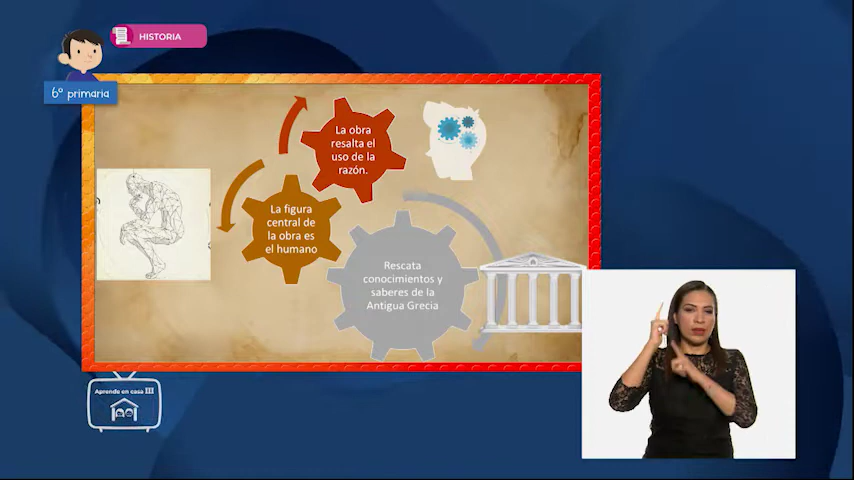 HISTORIA
6° primaria
La obra
resalta el
uso de la
razón.
La figura
central de
la obra es
el humano
Rescata
conocimientos y
saberes de la
Antigua Grecia
Aprende en casa III